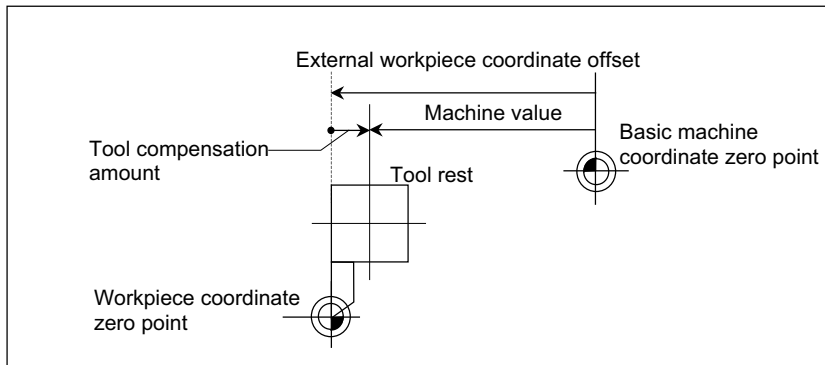 External workpiece coordinate offset
Machine value
Basic machine
coordinate zero point
Tool compensation
amount
Tool rest
Workpiece coordinate
zero point